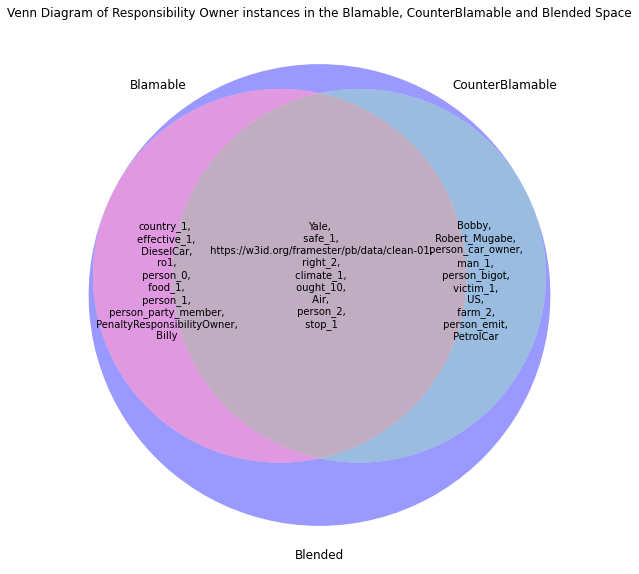 Venn Diagram of Responsibility Owner instances in the Blamable, CounterBlamable and Blended Space
Blamable
CounterBlamable
country_1,
effective_1,
DieselCar,
ro1,
person_0,
food_1,
person_1,
person_party_member,
PenaltyResponsibilityOwner,
Billy
Yale,
safe_1,
https://w3id.org/framester/pb/data/clean-01,
right_2,
climate_1,
ought_10,
Air,
person_2,
stop_1
Bobby,
Robert_Mugabe,
person_car_owner,
man_1,
person_bigot,
victim_1,
US,
farm_2,
person_emit,
PetrolCar
Blended